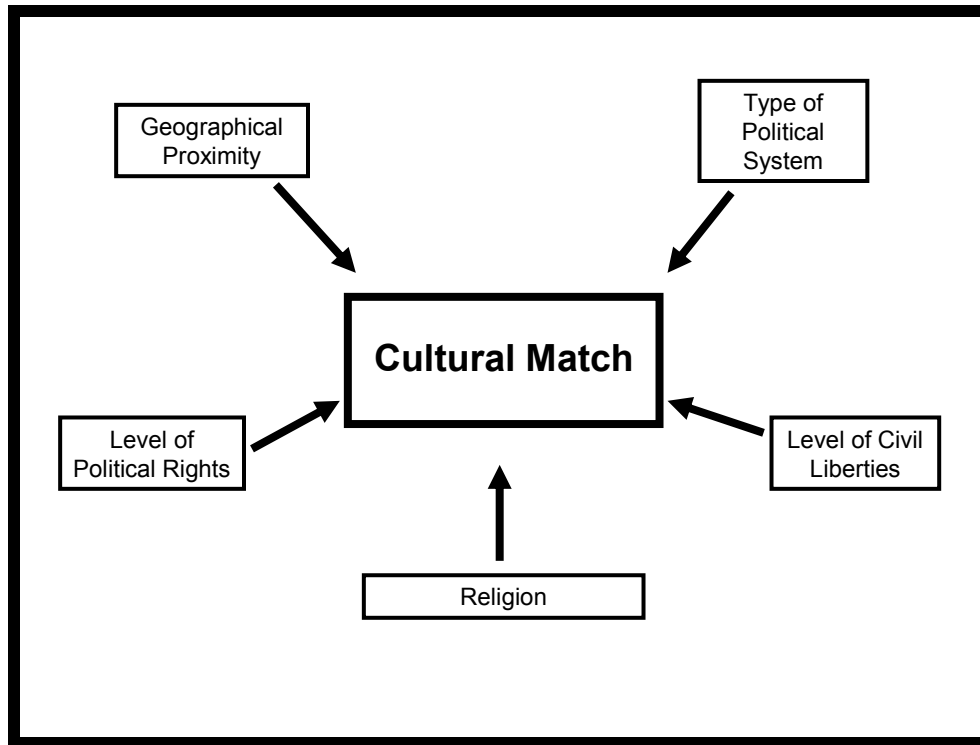 Geographical
Proximity
Type of
Political
System
Cultural Match
Level of
Political Rights
Level of Civil
Liberties
Religion